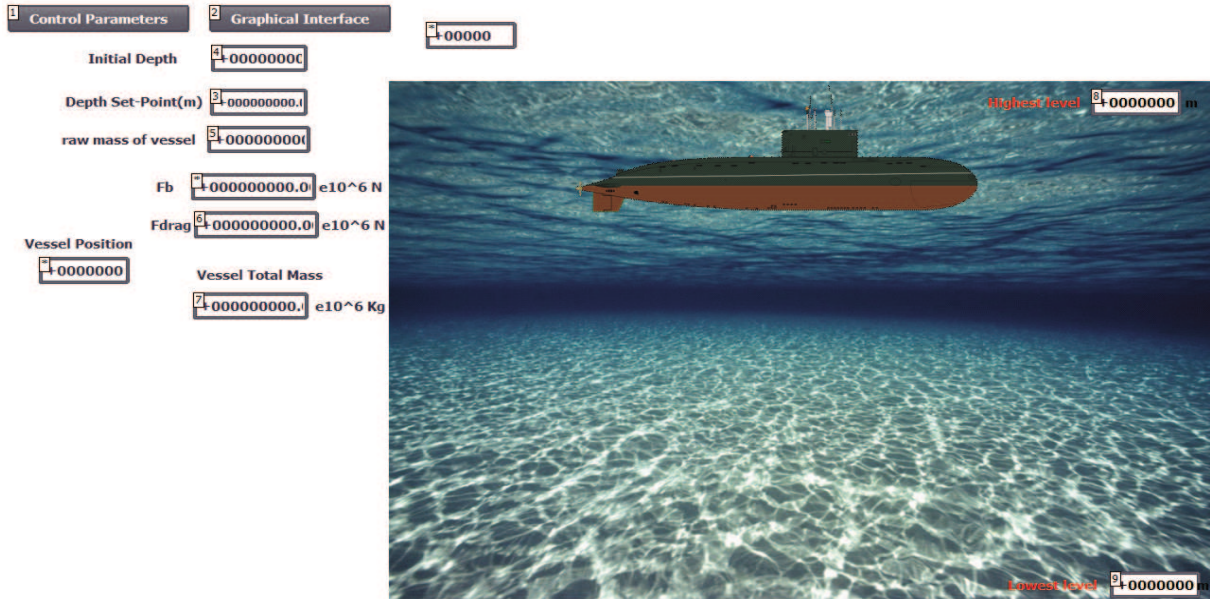 1 Control Parameters
2 Graphical Interface
* +00000
Initial Depth 4 +00000000
Depth Set-Point(m) 3 +000000000.
Highest level 8 +0000000 m
raw mass of vessel 5 +00000000
Fb * +000000000.0 e10^6 N
Fdrag 6 +000000000.0 e10^6 N
Vessel Position
* +0000000
Vessel Total Mass
7 +000000000. e10^6 Kg
Lowest level 9 +0000000 m